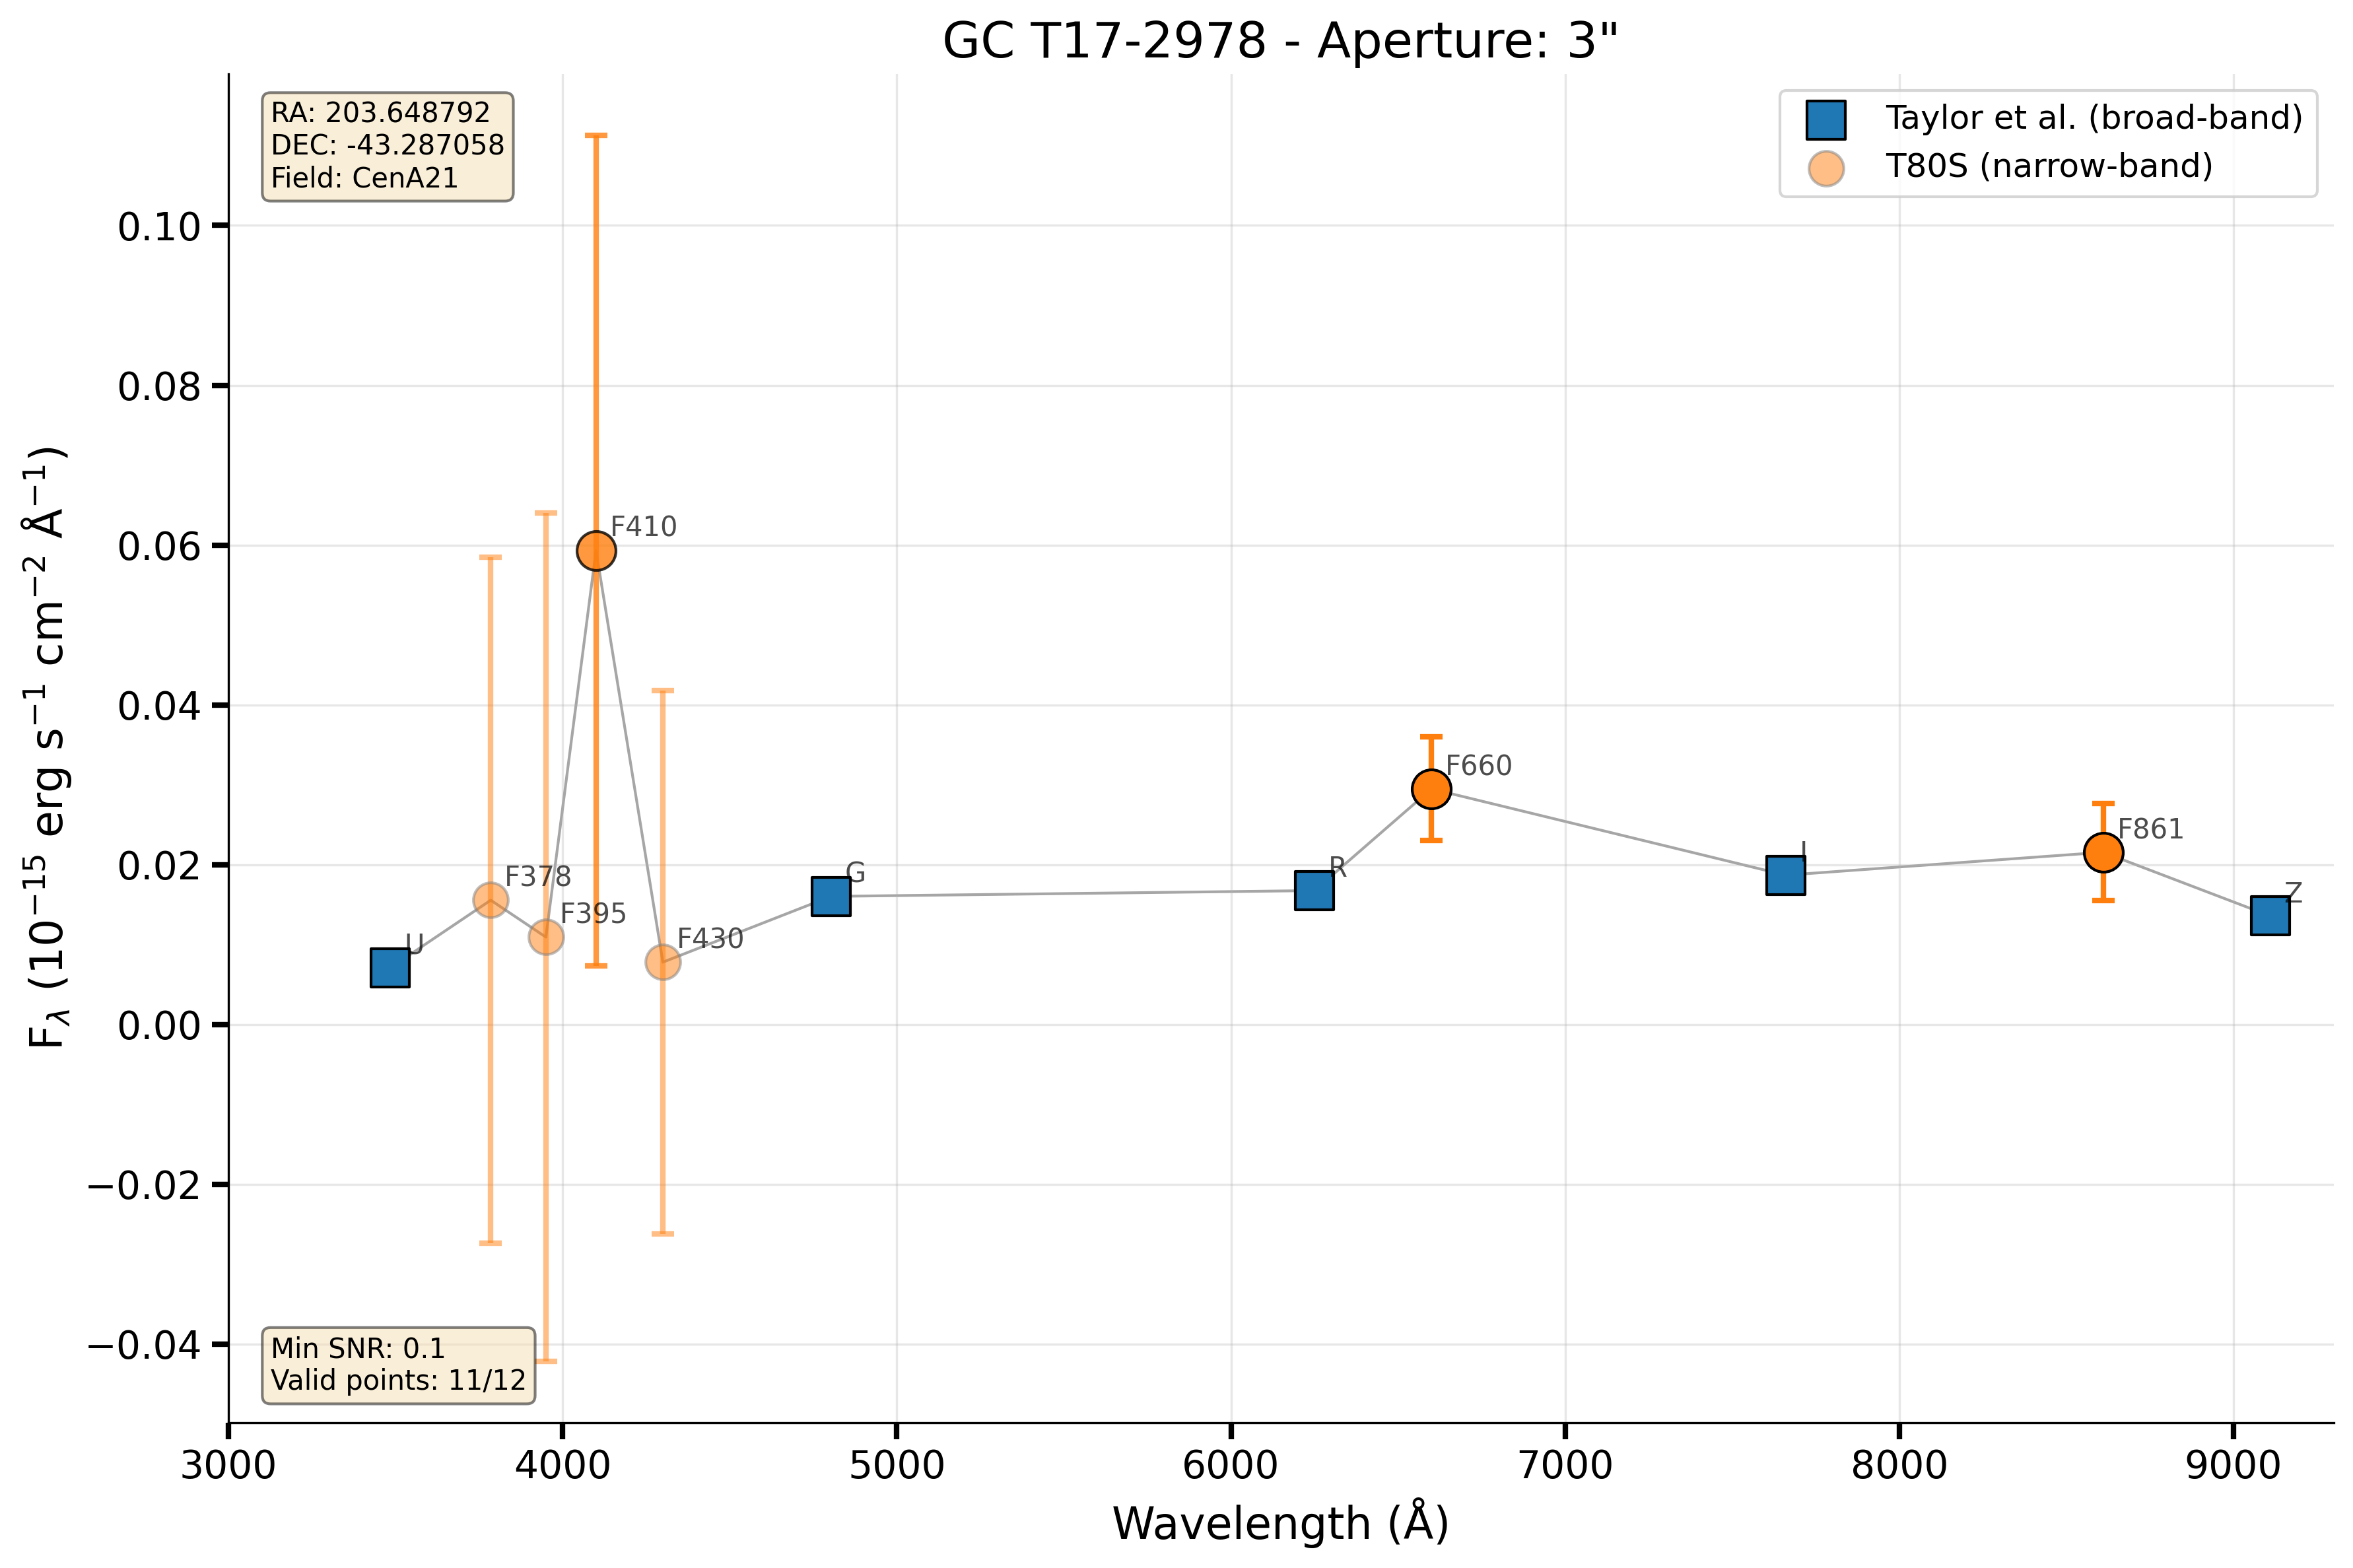 GC T17-2978 - Aperture: 3"
RA: 203.648792
DEC: -43.287058
Field: CenA21
Taylor et al. (broad-band)
T80S (narrow-band)
0.10
0.08
0.06
0.04
0.02
0.00
−0.02
−0.04
F$_{λ}$ (10$^{−15}$ erg s$^{−1}$ cm$^{−2}$ Å$^{−1}$)
U
F378
F395
F410
F430
G
R
F660
I
F861
Z
Min SNR: 0.1
Valid points: 11/12
3000 4000 5000 6000 7000 8000 9000
Wavelength (Å)